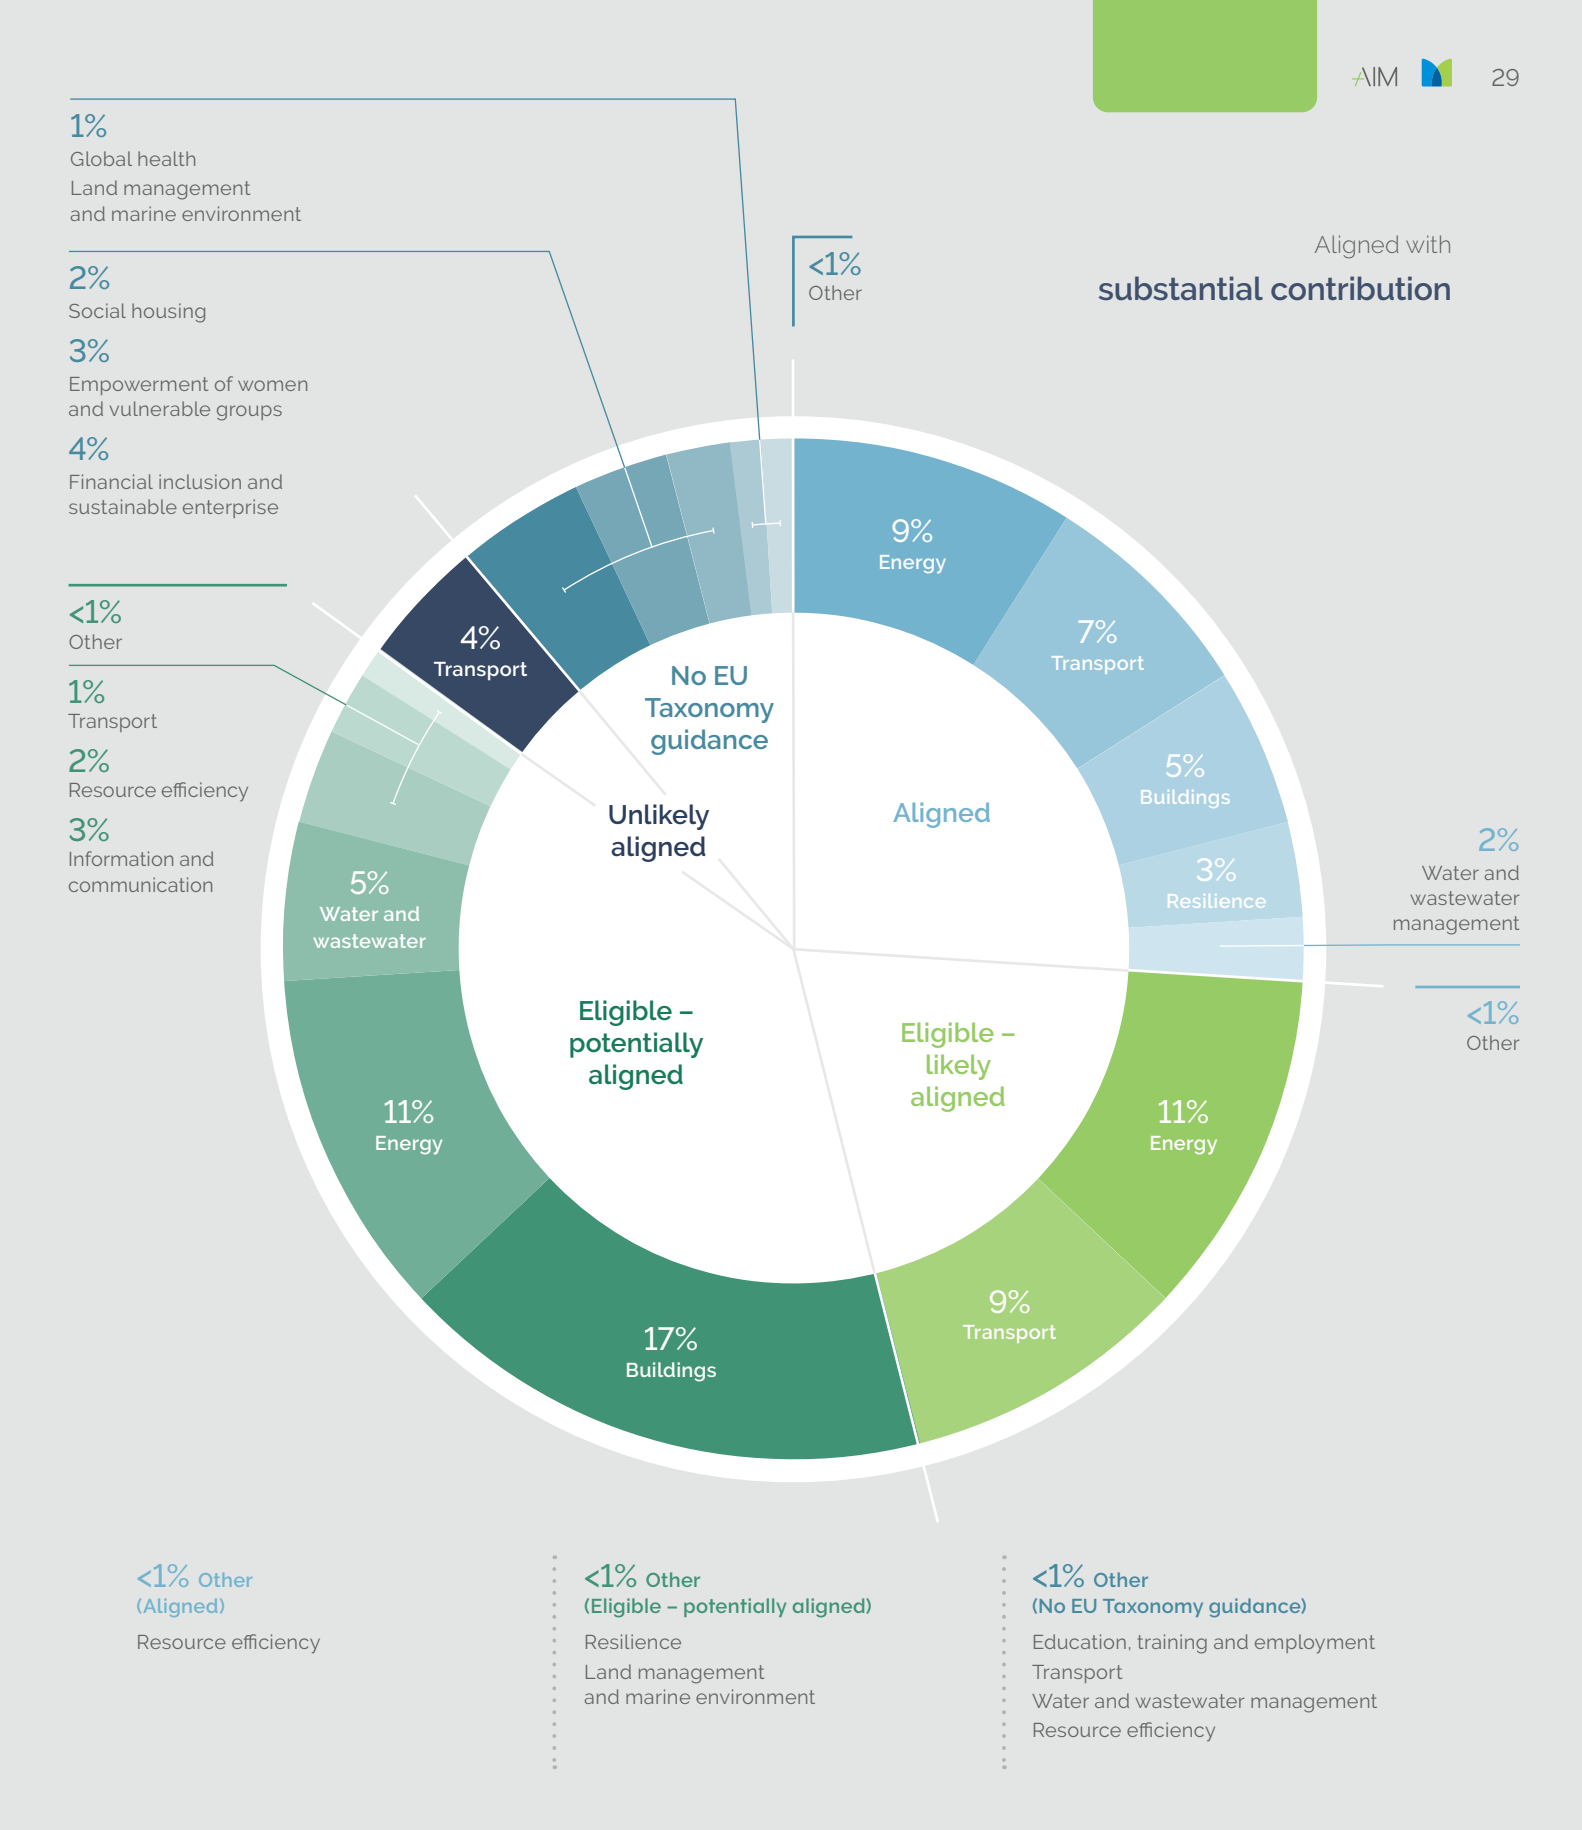 AIM
29
Aligned with
substantial contribution
1%
Global health
Land management
and marine environment
2%
Social housing
3%
Empowerment of women
and vulnerable groups
4%
Financial inclusion and
sustainable enterprise
<1%
Other
<1%
Other
1%
Transport
2%
Resource efficiency
3%
Information and
communication
9%
Energy
7%
Transport
5%
Buildings
3%
Resilience
2%
Water and
wastewater
management
<1%
Other
4%
Transport
5%
Water and
wastewater
11%
Energy
17%
Buildings
9%
Transport
11%
Energy
No EU
Taxonomy
guidance
Unlikely
aligned
Aligned
Eligible –
potentially
aligned
Eligible –
likely
aligned
<1% Other
(Aligned)
Resource efficiency
<1% Other
(Eligible – potentially aligned)
Resilience
Land management
and marine environment
<1% Other
(No EU Taxonomy guidance)
Education, training and employment
Transport
Water and wastewater management
Resource efficiency